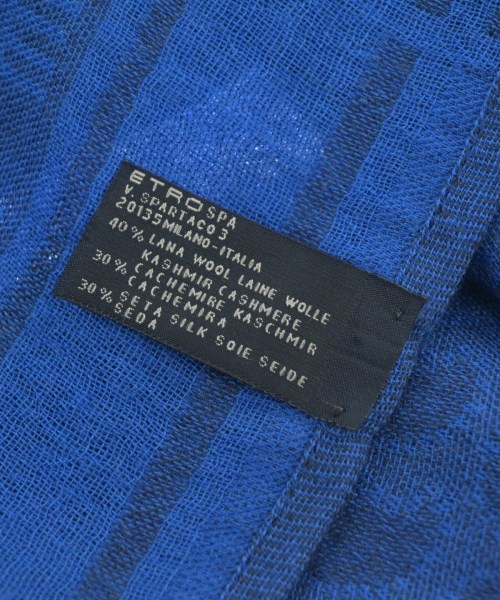 ETRO SPA
V. SPARTACO 3
20135 MILANO-ITALIA
40% LANA WOOL LAINE WOLLE
30% KASHMIR CASHMERE
CACHEMIRE KASCHMIR
CACHEMIRA
30% SETA SILK SOIE SEIDE
SEDA